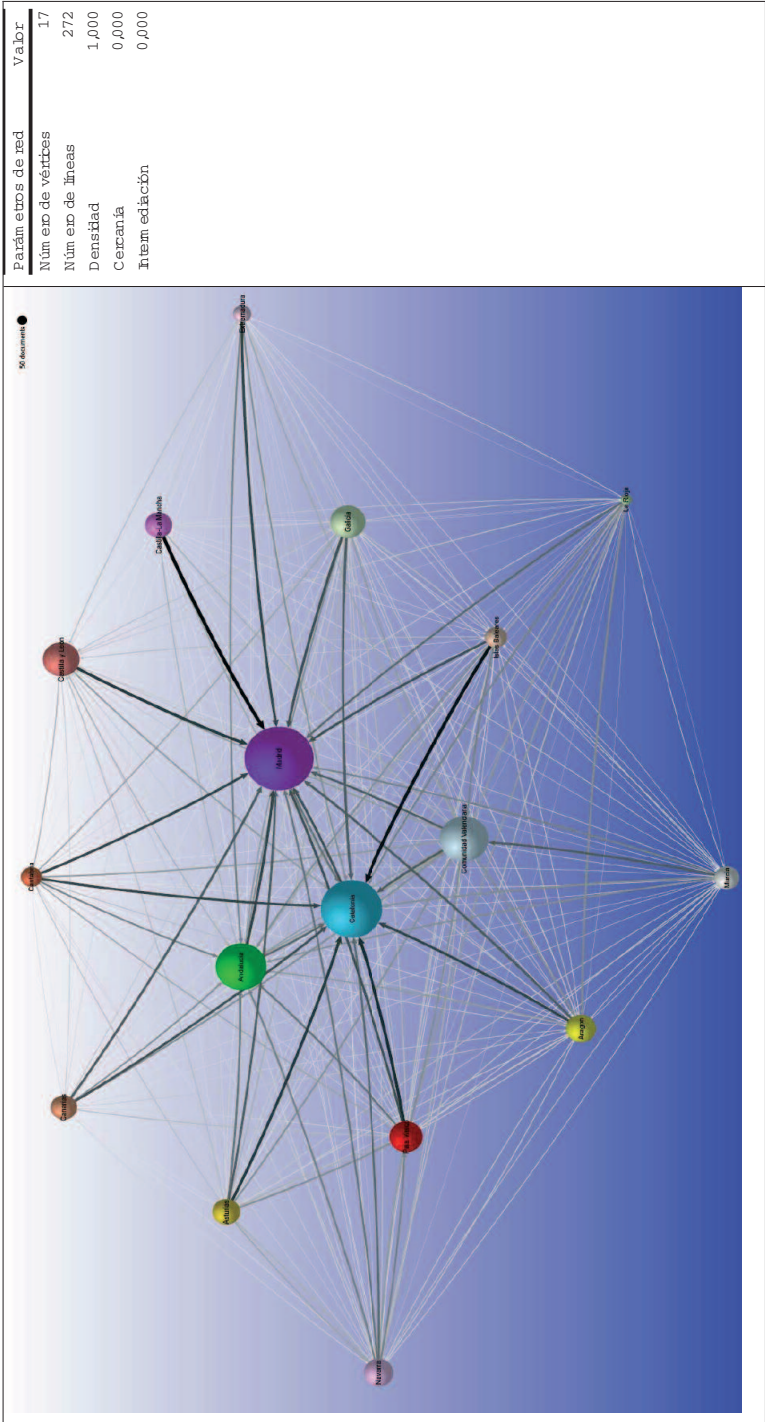 Parámetros de red Valor
Número de vértices 17
Número de líneas 272
Densidad 1,000
Cercanía 0,000
Intermediación 0,000
50 documents
Extremadura
Castilla-La Mancha
Galicia
La Rioja
Castilla y León
Islas Baleares
Madrid
Comunidad Valenciana
Cantabria
Cataluña
Murcia
Andalucía
Aragón
Canarias
País Vasco
Asturias
Navarra